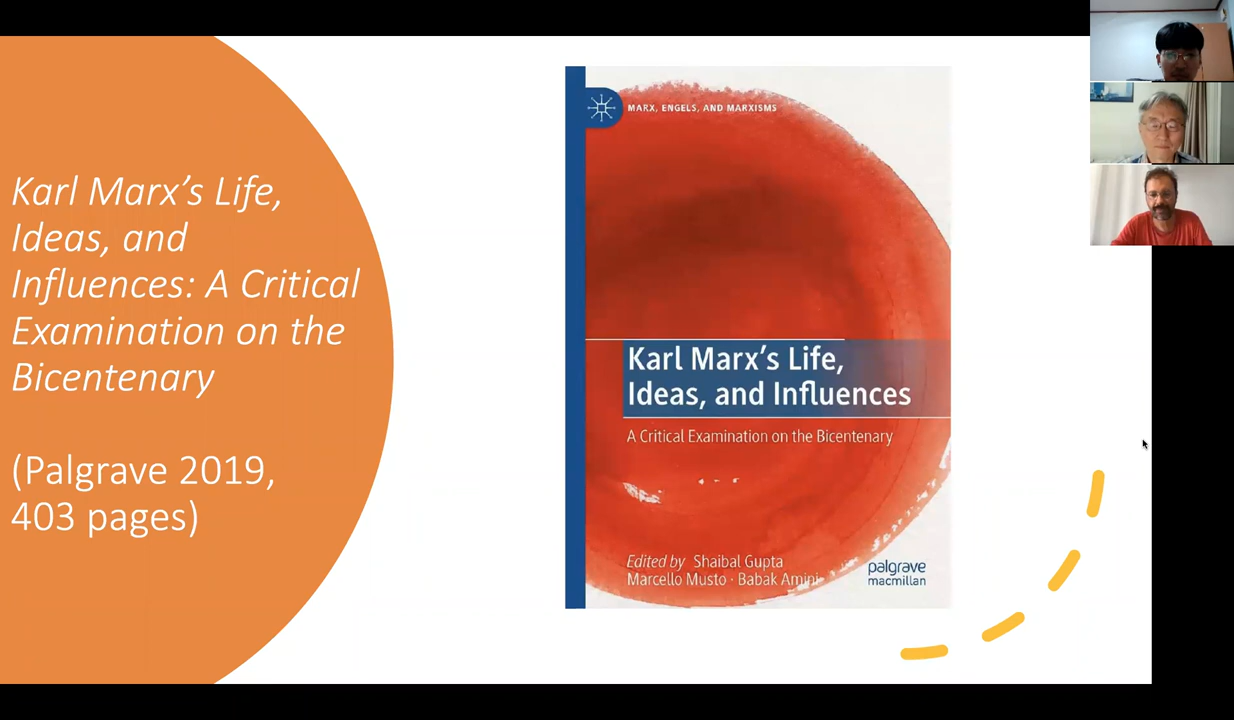 Karl Marx’s Life,
Ideas, and
Influences: A Critical
Examination on the
Bicentenary
(Palgrave 2019,
403 pages)
MARX, ENGELS, AND MARXISMS
Karl Marx’s Life,
Ideas, and Influences
A Critical Examination on the Bicentenary
Edited by Shaibal Gupta
Marcello Musto · Babak Amini
palgrave
macmillan